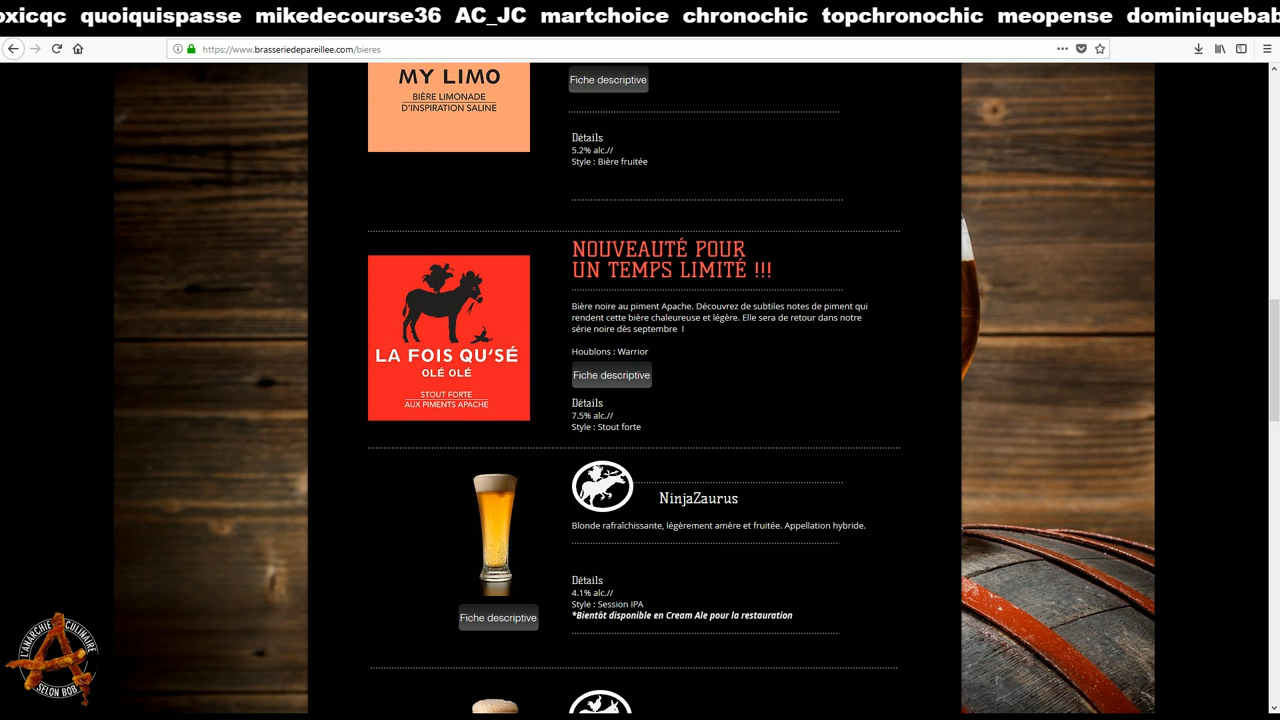 oxicqc quoiquispasse mikedecourse36 AC_JC martchoice chronochic topchronochic meopense dominiquebab
https://www.brasseriedepareillee.com/bieres
MY LIMO
BIÈRE LIMONADE
D'INSPIRATION SALINE
Fiche descriptive
Détails
5.2% alc.//
Style : Bière fruitée
NOUVEAUTÉ POUR
UN TEMPS LIMITÉ !!!
Bière noire au piment Apache. Découvrez de subtiles notes de piment qui
rendent cette bière chaleureuse et légère. Elle sera de retour dans notre
série noire dès septembre !
Houblons : Warrior
Fiche descriptive
LA FOIS QU'SÉ
OLÉ OLÉ
STOUT FORTE
AUX PIMENTS APACHE
Détails
7.5% alc.//
Style : Stout forte
NinjaZaurus
Blonde rafraîchissante, légèrement amère et fruitée. Appellation hybride.
Détails
4.1% alc.//
Style : Session IPA
*Bientôt disponible en Cream Ale pour la restauration
Fiche descriptive
L'ANARCHIE CULINAIRE
SELON BOB